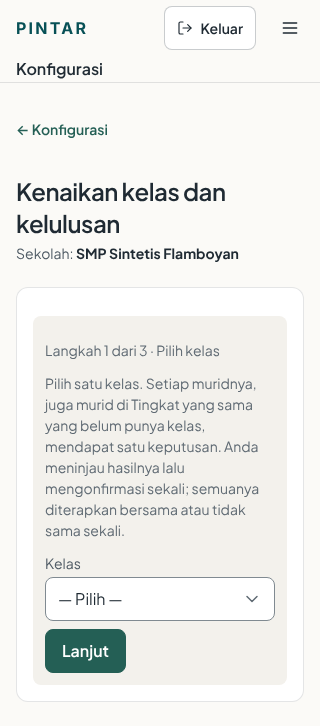 PINTAR
Keluar
Konfigurasi
← Konfigurasi
Kenaikan kelas dan
kelulusan
Sekolah: SMP Sintetis Flamboyan
Langkah 1 dari 3 · Pilih kelas
Pilih satu kelas. Setiap muridnya,
juga murid di Tingkat yang sama
yang belum punya kelas,
mendapat satu keputusan. Anda
meninjau hasilnya lalu
mengonfirmasi sekali; semuanya
diterapkan bersama atau tidak
sama sekali.
Kelas
— Pilih —
Lanjut